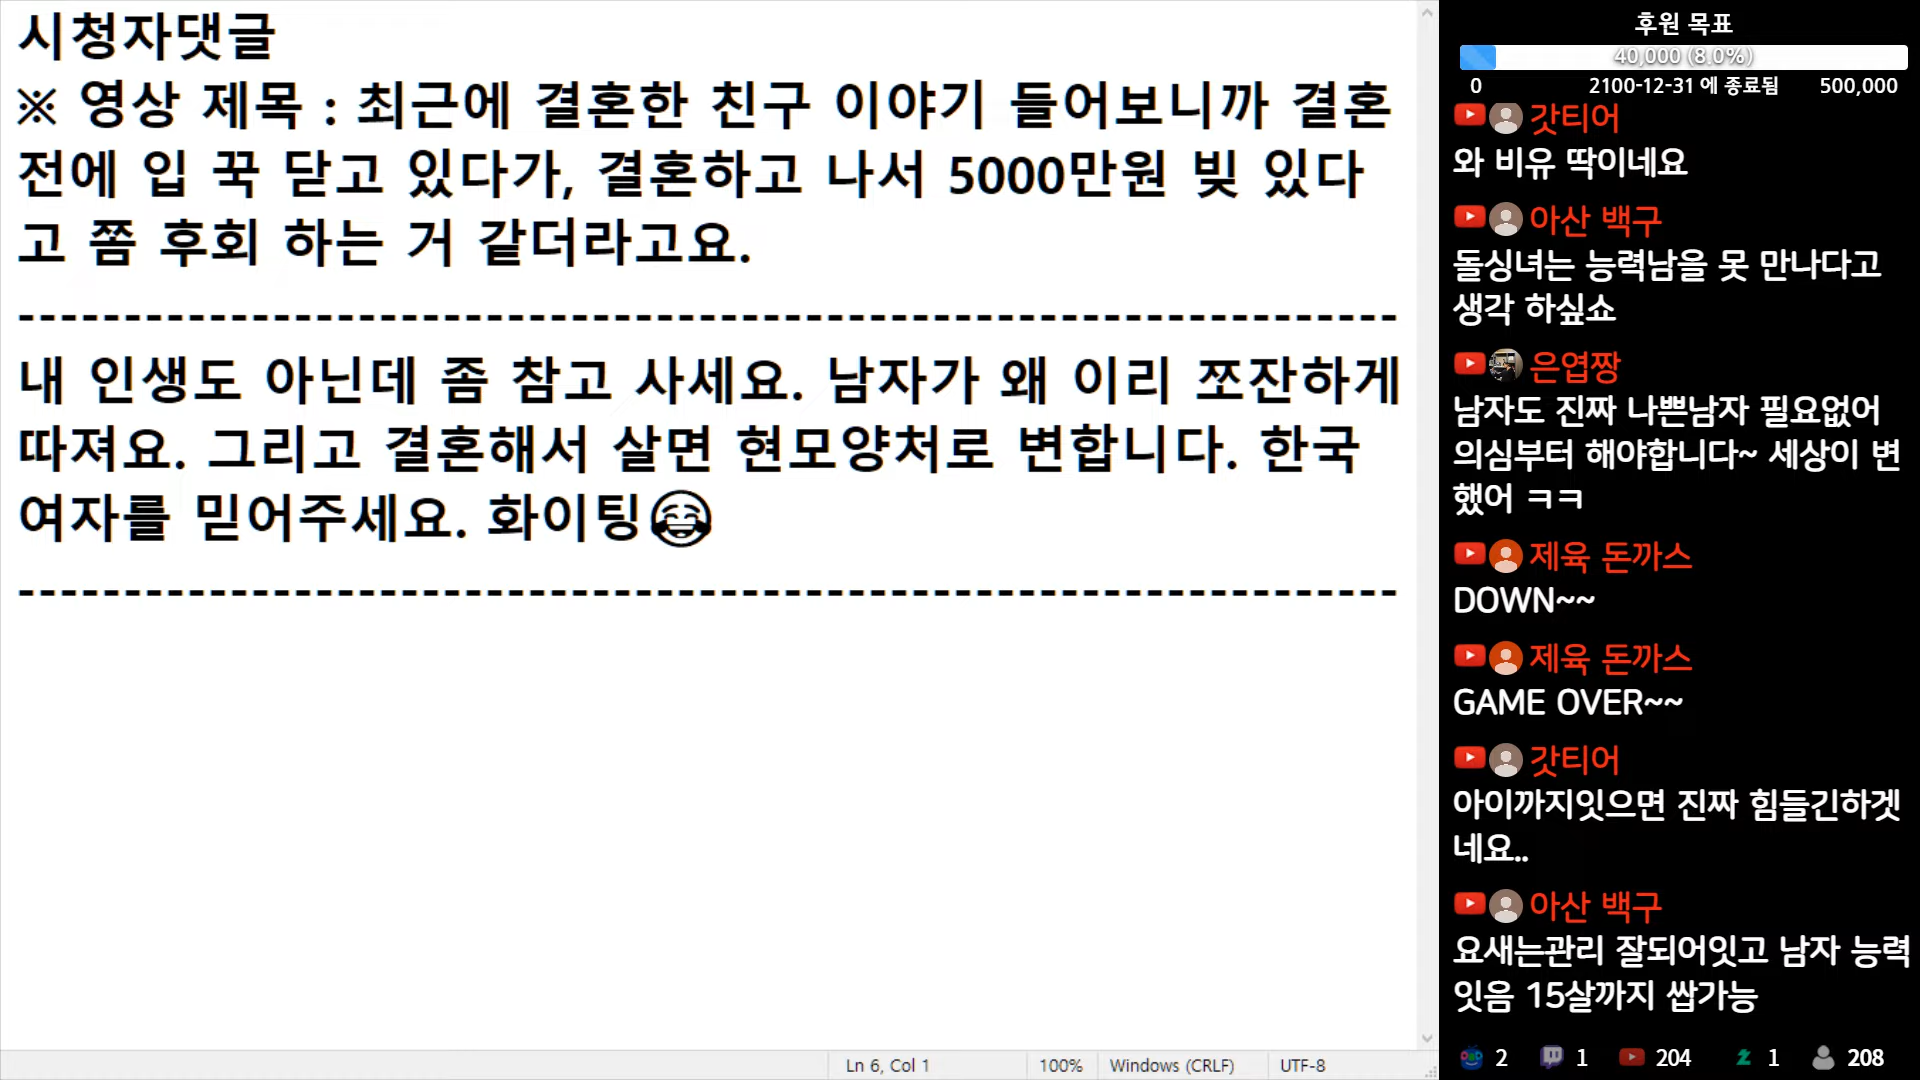 시청자댓글
※ 영상 제목 : 최근에 결혼한 친구 이야기 들어보니까 결혼
전에 입 꾹 닫고 있다가, 결혼하고 나서 5000만원 빚 있다
고 쫌 후회 하는 거 같더라고요.
------------------------------------------------------------------
내 인생도 아닌데 좀 참고 사세요. 남자가 왜 이리 쪼잔하게
따져요. 그리고 결혼해서 살면 현모양처로 변합니다. 한국
여자를 믿어주세요. 화이팅😂
------------------------------------------------------------------
Ln 6, Col 1
100%
Windows (CRLF)
UTF-8
후원 목표
40,000 (8.0%)
0 2100-12-31 에 종료됨 500,000
갓티어
와 비유 딱이네요
아산 백구
돌싱녀는 능력남을 못 만나다고
생각 하싶쇼
은엽짱
남자도 진짜 나쁜남자 필요없어
의심부터 해야합니다~ 세상이 변
했어 ㅋㅋ
제육 돈까스
DOWN~~
제육 돈까스
GAME OVER~~
갓티어
아이까지잇으면 진짜 힘들긴하겟
네요..
아산 백구
요새는관리 잘되어잇고 남자 능력
잇음 15살까지 쌉가능
2 1 204 1 208